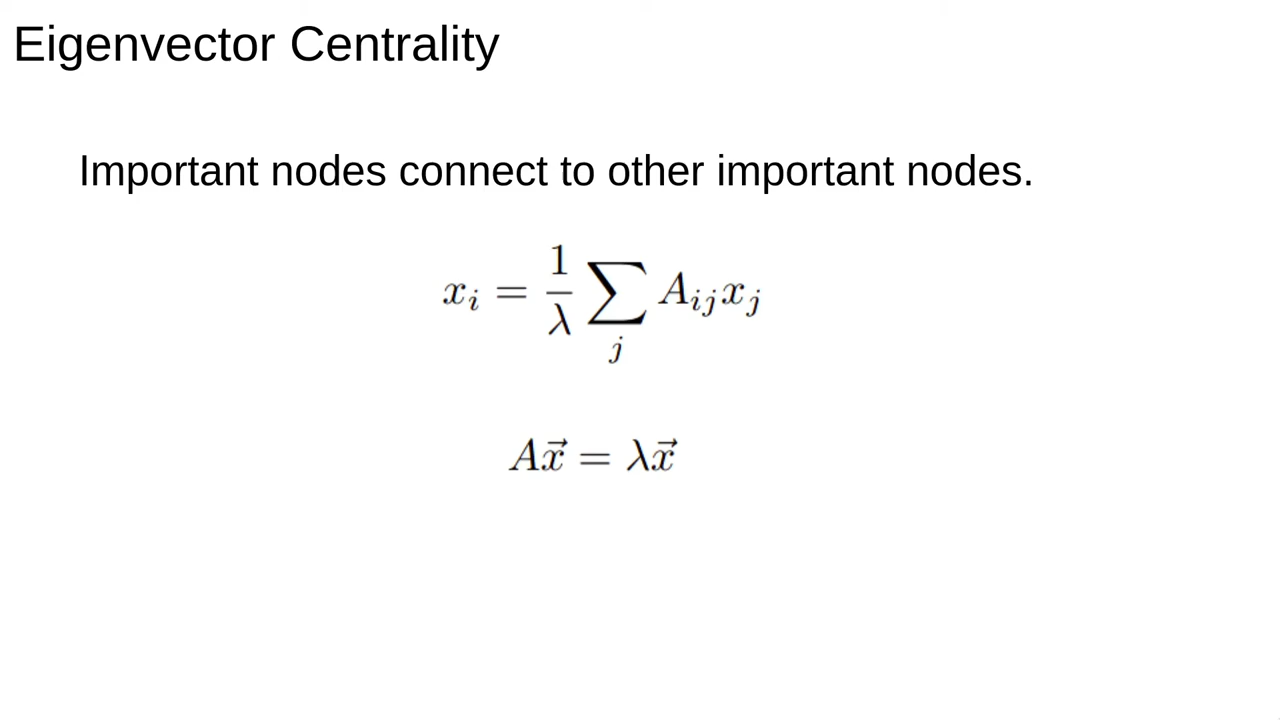 Eigenvector Centrality
Important nodes connect to other important nodes.
$x_i = \frac{1}{\lambda} \sum_j A_{ij} x_j$
$A\vec{x} = \lambda\vec{x}$